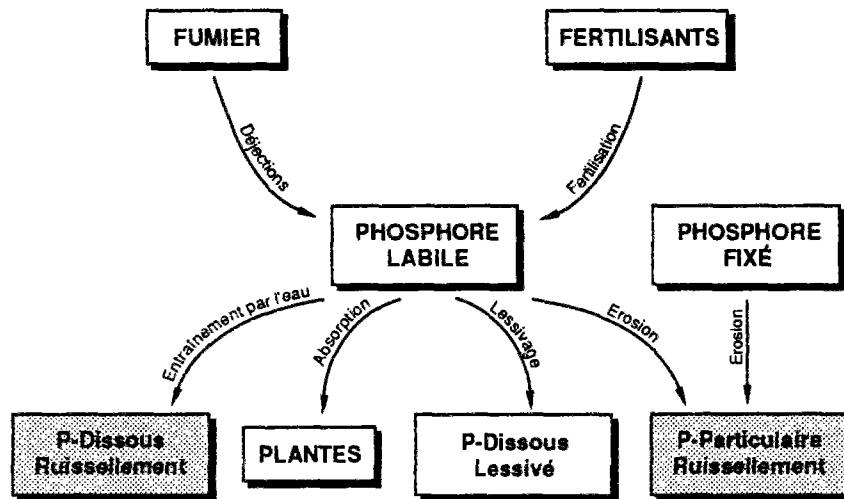 FUMIER
FERTILISANTS
Déjections
Fertilisation
PHOSPHORE
LABILE
PHOSPHORE
FIXÉ
Entraînement par l'eau
Absorption
Lessivage
Erosion
Erosion
P-Dissous
Ruissellement
PLANTES
P-Dissous
Lessivé
P-Particulaire
Ruissellement